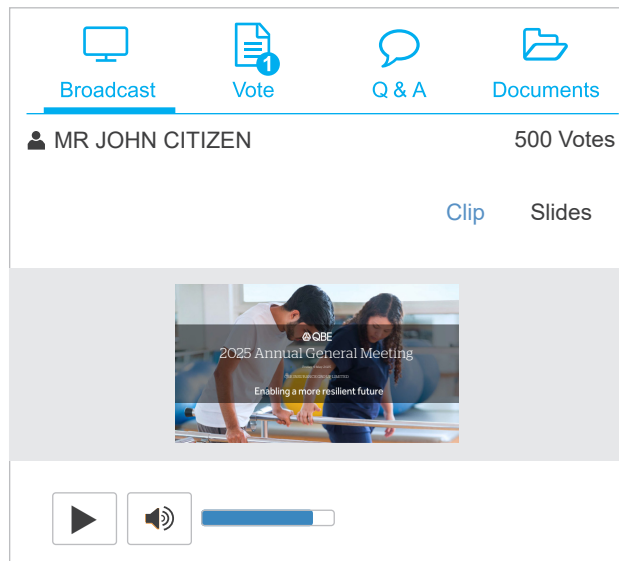 1
Broadcast Vote Q & A Documents
MR JOHN CITIZEN 500 Votes
Clip Slides
QBE
2025 Annual General Meeting
Enabling a more resilient future